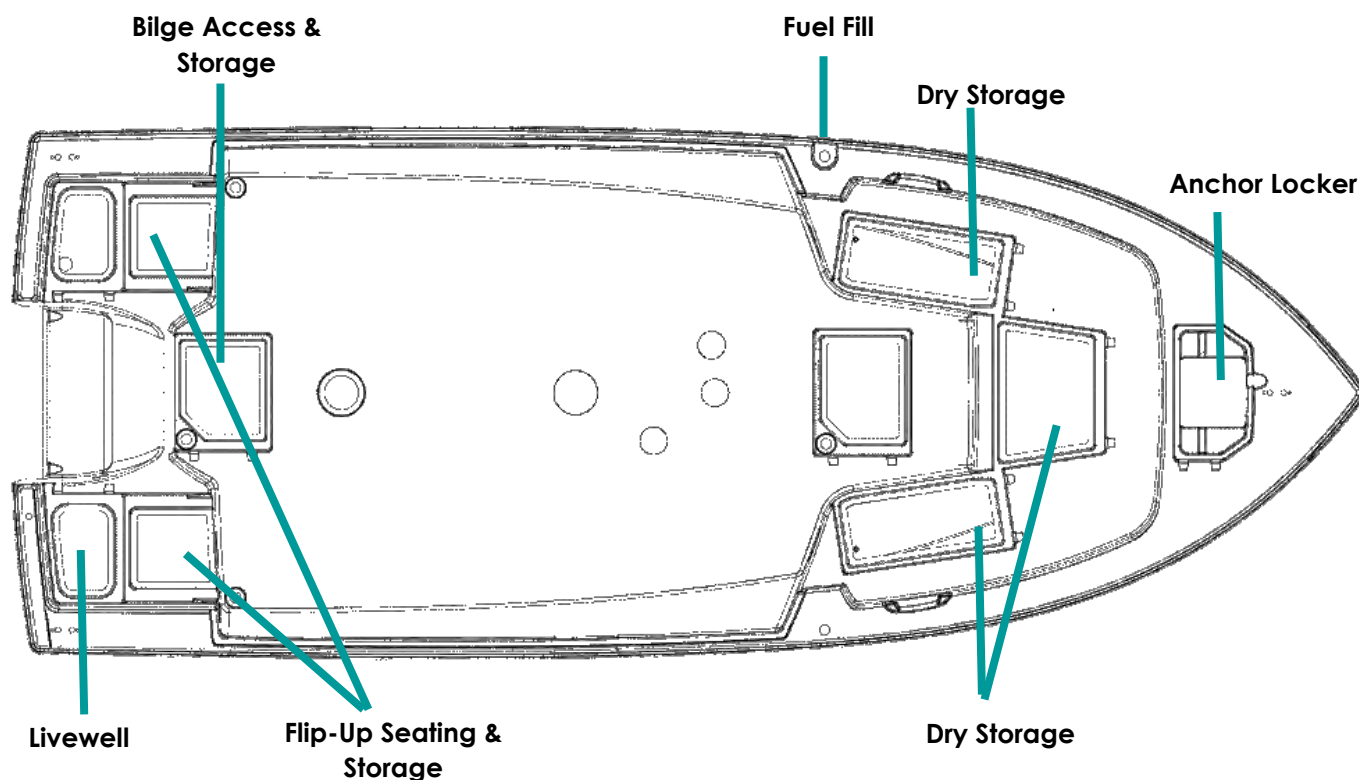 Bilge Access &
Storage
Fuel Fill
Dry Storage
Anchor Locker
Livewell
Flip-Up Seating &
Storage
Dry Storage